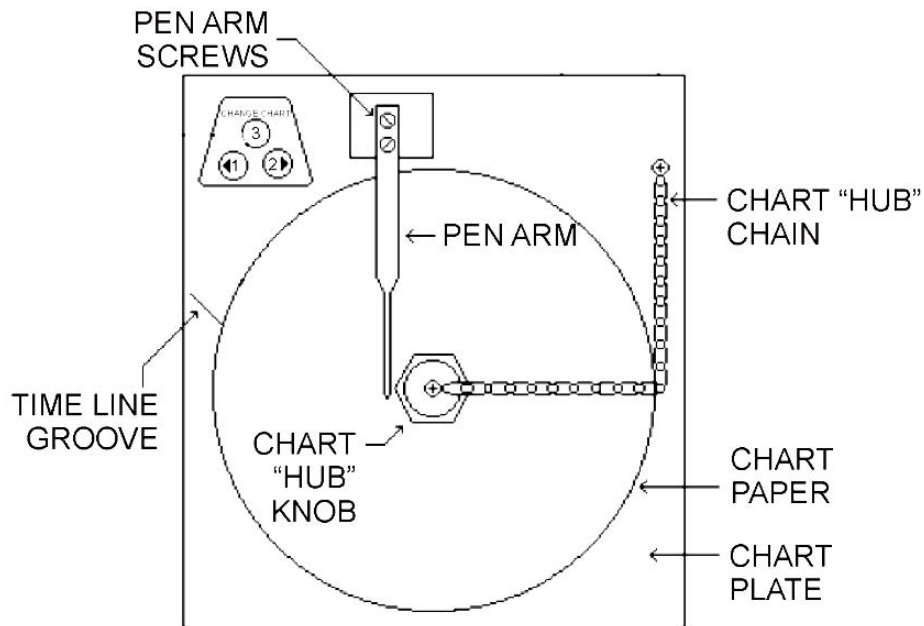 PEN ARM
SCREWS
CHANGE CHART
3
1
2
CHART “HUB”
CHAIN
PEN ARM
TIME LINE
GROOVE
CHART
“HUB”
KNOB
CHART
PAPER
CHART
PLATE